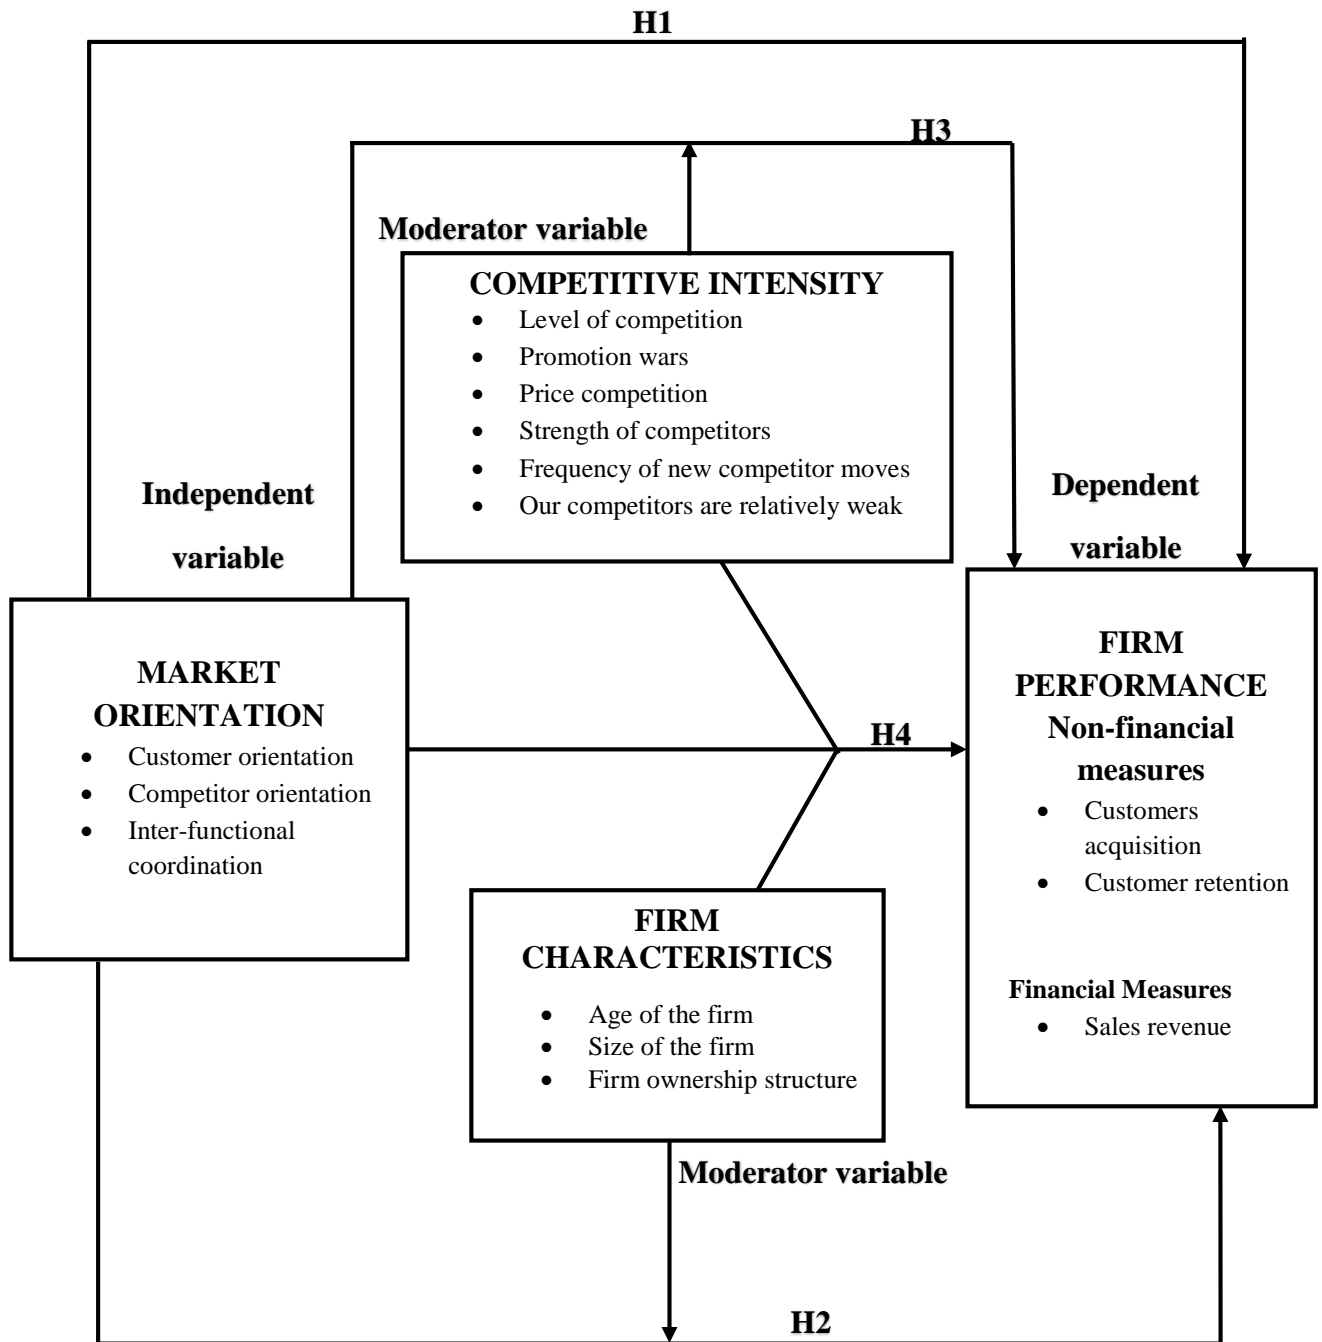 H1
H3
Moderator variable
COMPETITIVE INTENSITY
• Level of competition
• Promotion wars
• Price competition
• Strength of competitors
• Frequency of new competitor moves
• Our competitors are relatively weak
Independent
variable
Dependent
variable
MARKET
ORIENTATION
• Customer orientation
• Competitor orientation
• Inter-functional
coordination
H4
FIRM
PERFORMANCE
Non-financial
measures
• Customers
acquisition
• Customer retention
Financial Measures
• Sales revenue
FIRM
CHARACTERISTICS
• Age of the firm
• Size of the firm
• Firm ownership structure
Moderator variable
H2